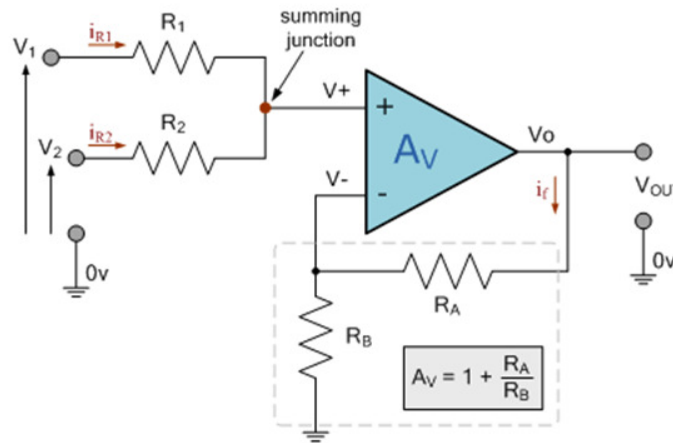 summing
junction
V1
iR1
R1
V2
iR2
R2
V+
+
AV
V-
-
Vo
if
VOUT
0v
0v
RA
RB
AV = 1 + RA
RB